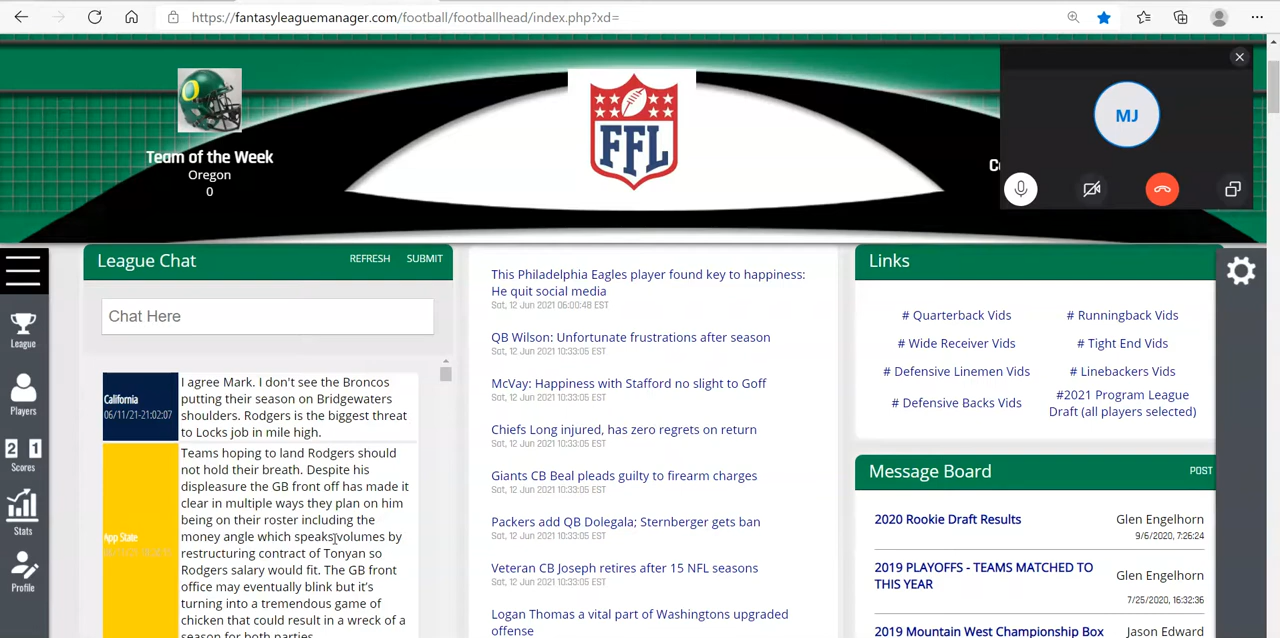 https://fantasyleaguemanager.com/football/footballhead/index.php?xd=
Team of the Week
Oregon
0
FFL
MJ
League Chat
REFRESH
SUBMIT
Chat Here
California
06/11/21-21:02:07
I agree Mark. I don't see the Broncos
putting their season on Bridgewaters
shoulders. Rodgers is the biggest threat
to Locks job in mile high.
App State
Teams hoping to land Rodgers should
not hold their breath. Despite his
displeasure the GB front off has made it
clear in multiple ways they plan on him
being on their roster including the
money angle which speaks volumes by
restructuring contract of Tonyan so
Rodgers salary would fit. The GB front
office may eventually blink but it's
turning into a tremendous game of
chicken that could result in a wreck of a
season for both parties.
This Philadelphia Eagles player found key to happiness:
He quit social media
Sat, 12 Jun 2021 06:00:48 EST
QB Wilson: Unfortunate frustrations after season
Sat, 12 Jun 2021 10:33:05 EST
McVay: Happiness with Stafford no slight to Goff
Sat, 12 Jun 2021 10:33:05 EST
Chiefs Long injured, has zero regrets on return
Sat, 12 Jun 2021 10:33:05 EST
Giants CB Beal pleads guilty to firearm charges
Sat, 12 Jun 2021 10:33:05 EST
Packers add QB Dolegala; Sternberger gets ban
Sat, 12 Jun 2021 10:33:05 EST
Veteran CB Joseph retires after 15 NFL seasons
Sat, 12 Jun 2021 10:33:05 EST
Logan Thomas a vital part of Washingtons upgraded
offense
Links
# Quarterback Vids
# Runningback Vids
# Wide Receiver Vids
# Tight End Vids
# Defensive Linemen Vids
# Linebackers Vids
# Defensive Backs Vids
#2021 Program League
Draft (all players selected)
Message Board
POST
2020 Rookie Draft Results
Glen Engelhorn
9/6/2020, 7:26:24
2019 PLAYOFFS - TEAMS MATCHED TO
THIS YEAR
Glen Engelhorn
7/25/2020, 16:32:36
2019 Mountain West Championship Box
Jason Edward
League
Players
2 1
Scores
Stats
Profile